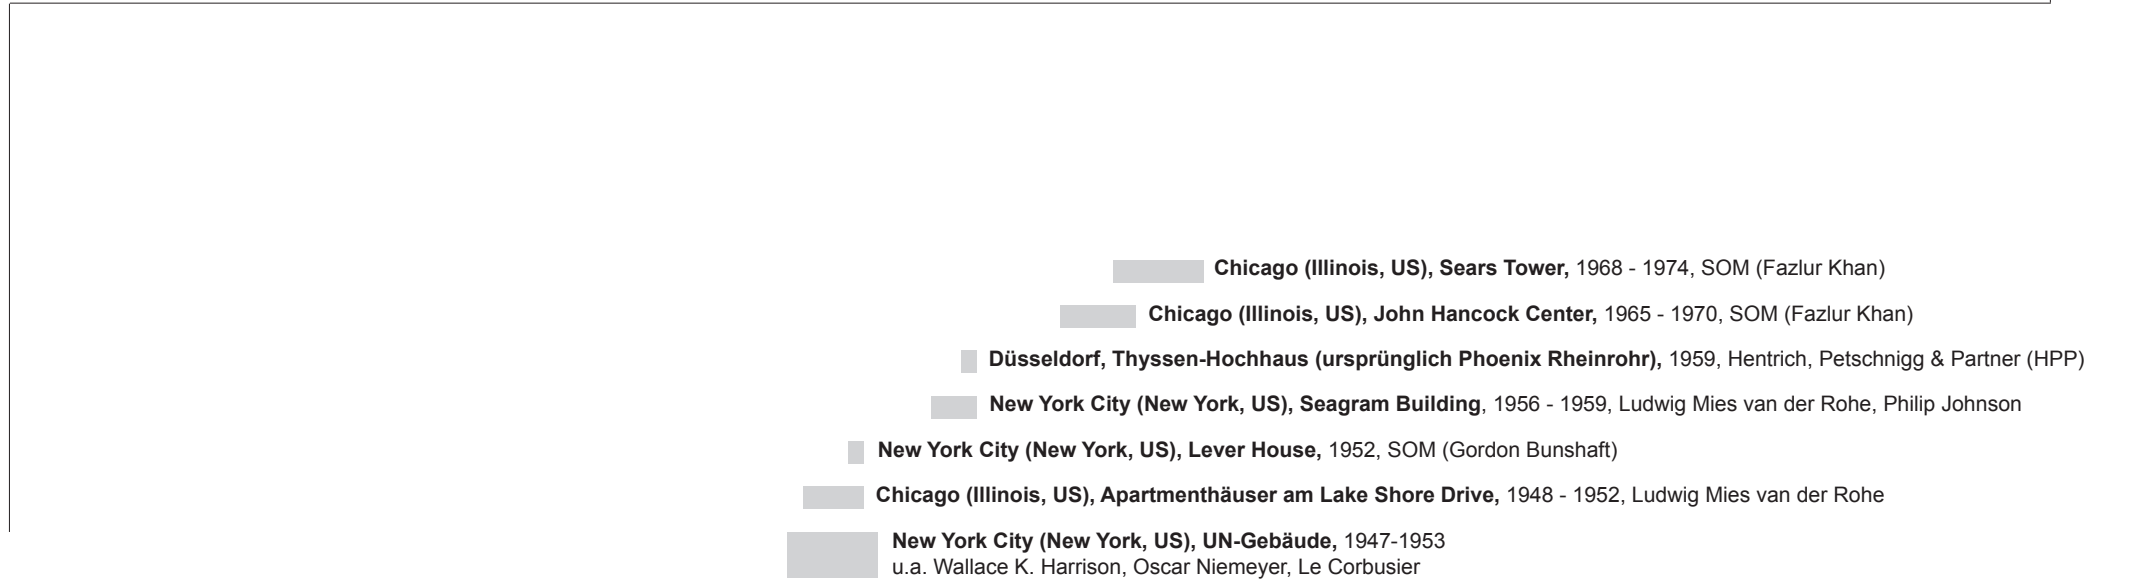 Chicago (Illinois, US), Sears Tower, 1968 - 1974, SOM (Fazlur Khan)
Chicago (Illinois, US), John Hancock Center, 1965 - 1970, SOM (Fazlur Khan)
Düsseldorf, Thyssen-Hochhaus (ursprünglich Phoenix Rheinrohr), 1959, Hentrich, Petschnigg & Partner (HPP)
New York City (New York, US), Seagram Building, 1956 - 1959, Ludwig Mies van der Rohe, Philip Johnson
New York City (New York, US), Lever House, 1952, SOM (Gordon Bunshaft)
Chicago (Illinois, US), Apartmenthäuser am Lake Shore Drive, 1948 - 1952, Ludwig Mies van der Rohe
New York City (New York, US), UN-Gebäude, 1947-1953
u.a. Wallace K. Harrison, Oscar Niemeyer, Le Corbusier